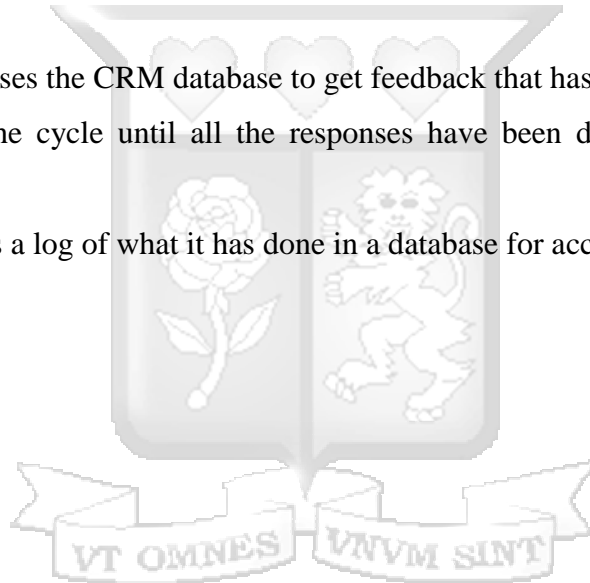 ses the CRM database to get feedback that has
ne cycle until all the responses have been d
s a log of what it has done in a database for acc
VT OMNES VNVM SINT